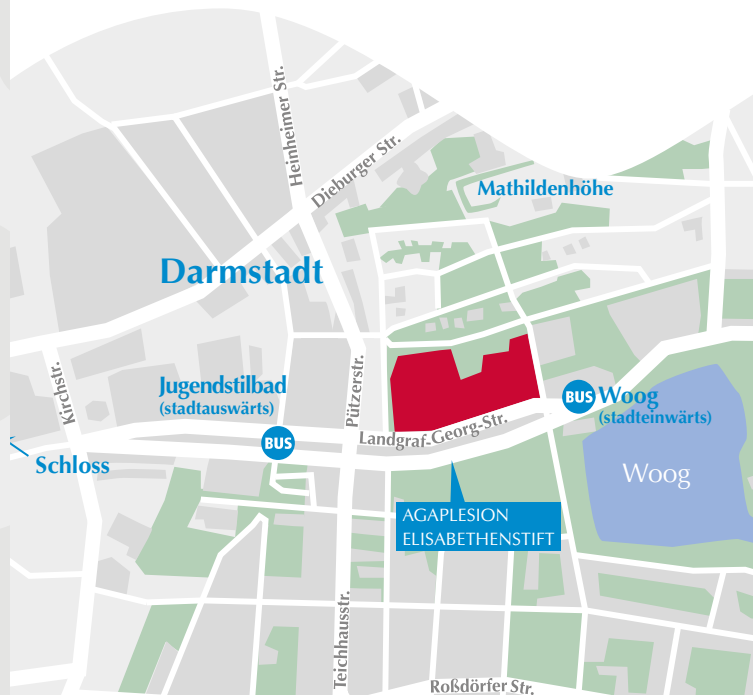 Heinheimer Str.
Dieburger Str.
Mathildenhöhe
Darmstadt
Kirchstr.
Jugendstilbad
(stadtauswärts)
Pützerstr.
BUS
Woog
(stadteinwärts)
Landgraf-Georg-Str.
BUS
Schloss
Woog
AGAPLESION
ELISABETHENSTIFT
Teichhausstr.
Roßdörfer Str.